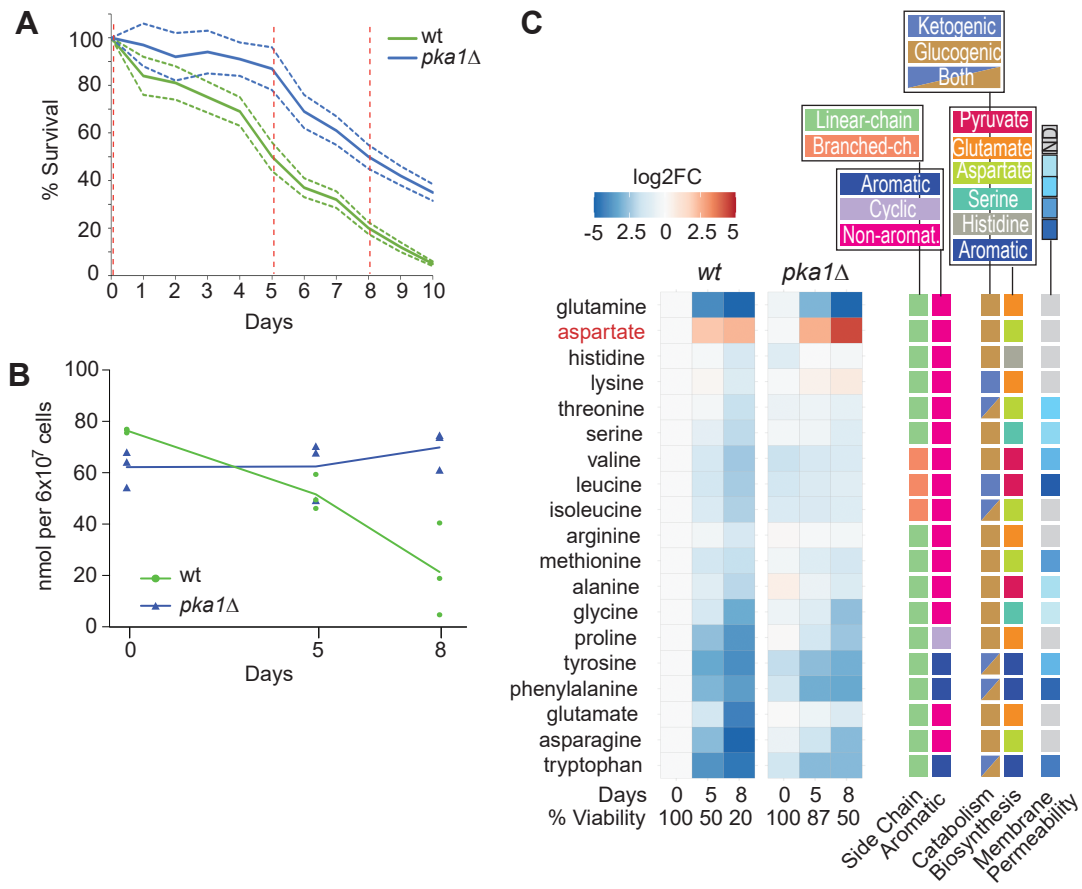 A
100
80
60
40
20
0
% Survival
wt
pka1Δ
0 1 2 3 4 5 6 7 8 9 10
Days
B
100
80
60
40
20
0
nmol per 6x10⁷ cells
wt
pka1Δ
0 5 8
Days
C
Ketogenic
Glucogenic
Both
Linear-chain
Branched-ch.
Aromatic
Cyclic
Non-aromat.
Pyruvate
Glutamate
Aspartate
Serine
Histidine
Aromatic
ND
log2FC
-5 2.5 0 2.5 5
wt pka1Δ
glutamine
aspartate
histidine
lysine
threonine
serine
valine
leucine
isoleucine
arginine
methionine
alanine
glycine
proline
tyrosine
phenylalanine
glutamate
asparagine
tryptophan
Days 0 5 8 0 5 8
% Viability 100 50 20 100 87 50
Side Chain
Aromatic
Catabolism
Biosynthesis
Membrane
Permeability